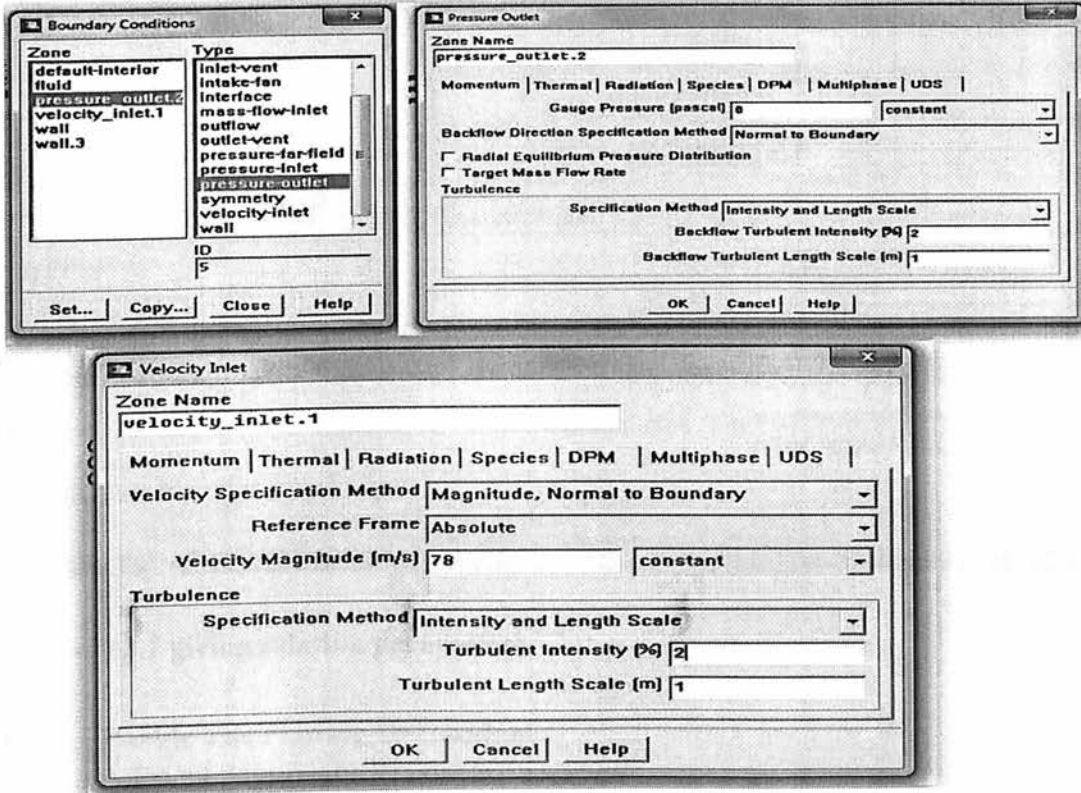 Boundary Conditions
Zone
default-interior
fluid
pressure_outlet.2
velocity_inlet.1
wall
wall.3
Type
inlet-vent
intake-fan
interface
mass-flow-inlet
outflow
outlet-vent
pressure-far-field
pressure-inlet
pressure-outlet
symmetry
velocity-inlet
wall
ID
5
Set... Copy... Close Help
Pressure Outlet
Zone Name
pressure_outlet.2
Momentum Thermal Radiation Species DPM Multiphase UDS
Gauge Pressure (pascal) 0 constant
Backflow Direction Specification Method Normal to Boundary
Radial Equilibrium Pressure Distribution
Target Mass Flow Rate
Turbulence
Specification Method Intensity and Length Scale
Backflow Turbulent Intensity (%) 2
Backflow Turbulent Length Scale (m) 1
OK Cancel Help
Velocity Inlet
Zone Name
velocity_inlet.1
Momentum Thermal Radiation Species DPM Multiphase UDS
Velocity Specification Method Magnitude, Normal to Boundary
Reference Frame Absolute
Velocity Magnitude (m/s) 78 constant
Turbulence
Specification Method Intensity and Length Scale
Turbulent Intensity (%) 2
Turbulent Length Scale (m) 1
OK Cancel Help